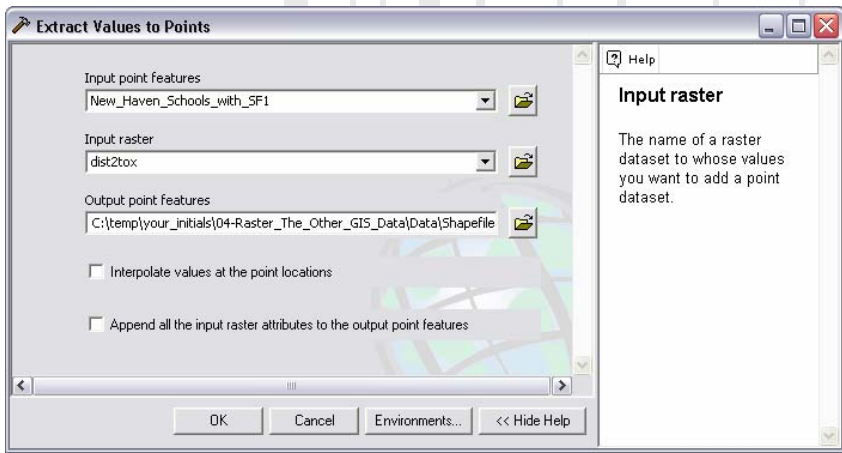 Extract Values to Points
Input point features
New_Haven_Schools_with_SF1
Input raster
dist2tox
Output point features
C:\temp\your_initials\04-Raster_The_Other_GIS_Data\Data\Shapefile
Interpolate values at the point locations
Append all the input raster attributes to the output point features
OK
Cancel
Environments...
<< Hide Help
Help
Input raster
The name of a raster
dataset to whose values
you want to add a point
dataset.